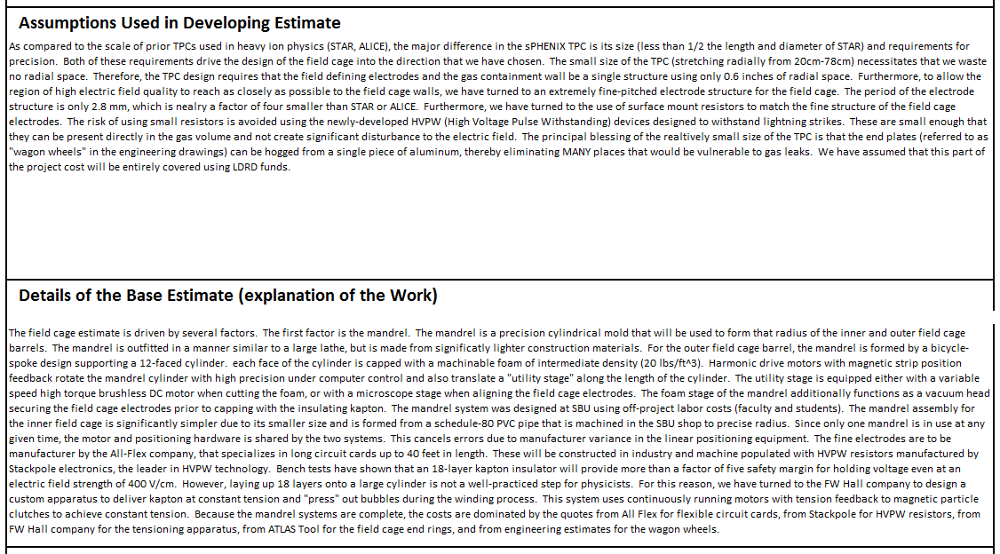 Assumptions Used in Developing Estimate
As compared to the scale of prior TPCs used in heavy ion physics (STAR, ALICE), the major difference in the sPHENIX TPC is its size (less than 1/2 the length and diameter of STAR) and requirements for
precision.  Both of these requirements drive the design of the field cage into the direction that we have chosen.  The small size of the TPC (stretching radially from 20cm-78cm) necessitates that we waste
no radial space.  Therefore, the TPC design requires that the field defining electrodes and the gas containment wall be a single structure using only 0.6 inches of radial space.  Furthermore, to allow the
region of high electric field quality to reach as closely as possible to the field cage walls, we have turned to an extremely fine-pitched electrode structure for the field cage.  The period of the electrode
structure is only 2.8 mm, which is nealry a factor of four smaller than STAR or ALICE.  Furthermore, we have turned to the use of surface mount resistors to match the fine structure of the field cage
electrodes.  The risk of using small resistors is avoided using the newly-developed HVPW (High Voltage Pulse Withstanding) devices designed to withstand lightning strikes.  These are small enough that
they can be present directly in the gas volume and not create significant disturbance to the electric field.  The principal blessing of the realtively small size of the TPC is that the end plates (referred to as
"wagon wheels" in the engineering drawings) can be hogged from a single piece of aluminum, thereby eliminating MANY places that would be vulnerable to gas leaks.  We have assumed that this part of
the project cost will be entirely covered using LDRD funds.
Details of the Base Estimate (explanation of the Work)
The field cage estimate is driven by several factors.  The first factor is the mandrel.  The mandrel is a precision cylindrical mold that will be used to form that radius of the inner and outer field cage
barrels.  The mandrel is outfitted in a manner similar to a large lathe, but is made from significatly lighter construction materials.  For the outer field cage barrel, the mandrel is formed by a bicycle-
spoke design supporting a 12-faced cylinder.  each face of the cylinder is capped with a machinable foam of intermediate density (20 lbs/ft^3).  Harmonic drive motors with magnetic strip position
feedback rotate the mandrel cylinder with high precision under computer control and also translate a "utility stage" along the length of the cylinder.  The utility stage is equipped either with a variable
speed high torque brushless DC motor when cutting the foam, or with a microscope stage when aligning the field cage electrodes.  The foam stage of the mandrel additionally functions as a vacuum head
securing the field cage electrodes prior to capping with the insulating kapton.  The mandrel system was designed at SBU using off-project labor costs (faculty and students).  The mandrel assembly for
the inner field cage is significantly simpler due to its smaller size and is formed from a schedule-80 PVC pipe that is machined in the SBU shop to precise radius.  Since only one mandrel is in use at any
given time, the motor and positioning hardware is shared by the two systems.  This cancels errors due to manufacturer variance in the linear positioning equipment.  The fine electrodes are to be
manufacturer by the All-Flex company, that specializes in long circuit cards up to 40 feet in length.  These will be constructed in industry and machine populated with HVPW resistors manufactured by
Stackpole electronics, the leader in HVPW technology.  Bench tests have shown that an 18-layer kapton insulator will provide more than a factor of five safety margin for holding voltage even at an
electric field strength of 400 V/cm.  However, laying up 18 layers onto a large cylinder is not a well-practiced step for physicists.  For this reason, we have turned to the FW Hall company to design a
custom apparatus to deliver kapton at constant tension and "press" out bubbles during the winding process.  This system uses continuously running motors with tension feedback to magnetic particle
clutches to achieve constant tension.  Because the mandrel systems are complete, the costs are dominated by the quotes from All Flex for flexible circuit cards, from Stackpole for HVPW resistors, from
FW Hall company for the tensioning apparatus, from ATLAS Tool for the field cage end rings, and from engineering estimates for the wagon wheels.